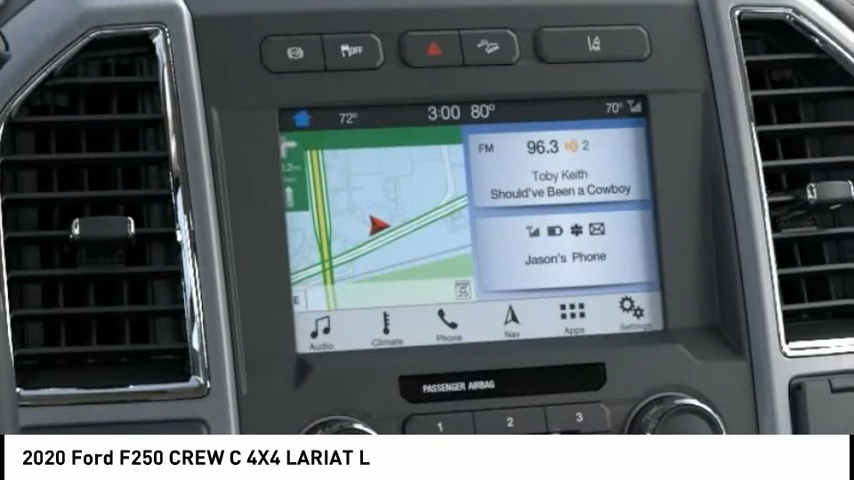 OFF
72° 3:00 80° 70°
FM 96.3 2
Toby Keith
Should've Been a Cowboy
Jason's Phone
E
Audio Climate Phone Nav Apps Settings
PASSENGER AIRBAG
1 2 3
2020 Ford F250 CREW C 4X4 LARIAT L